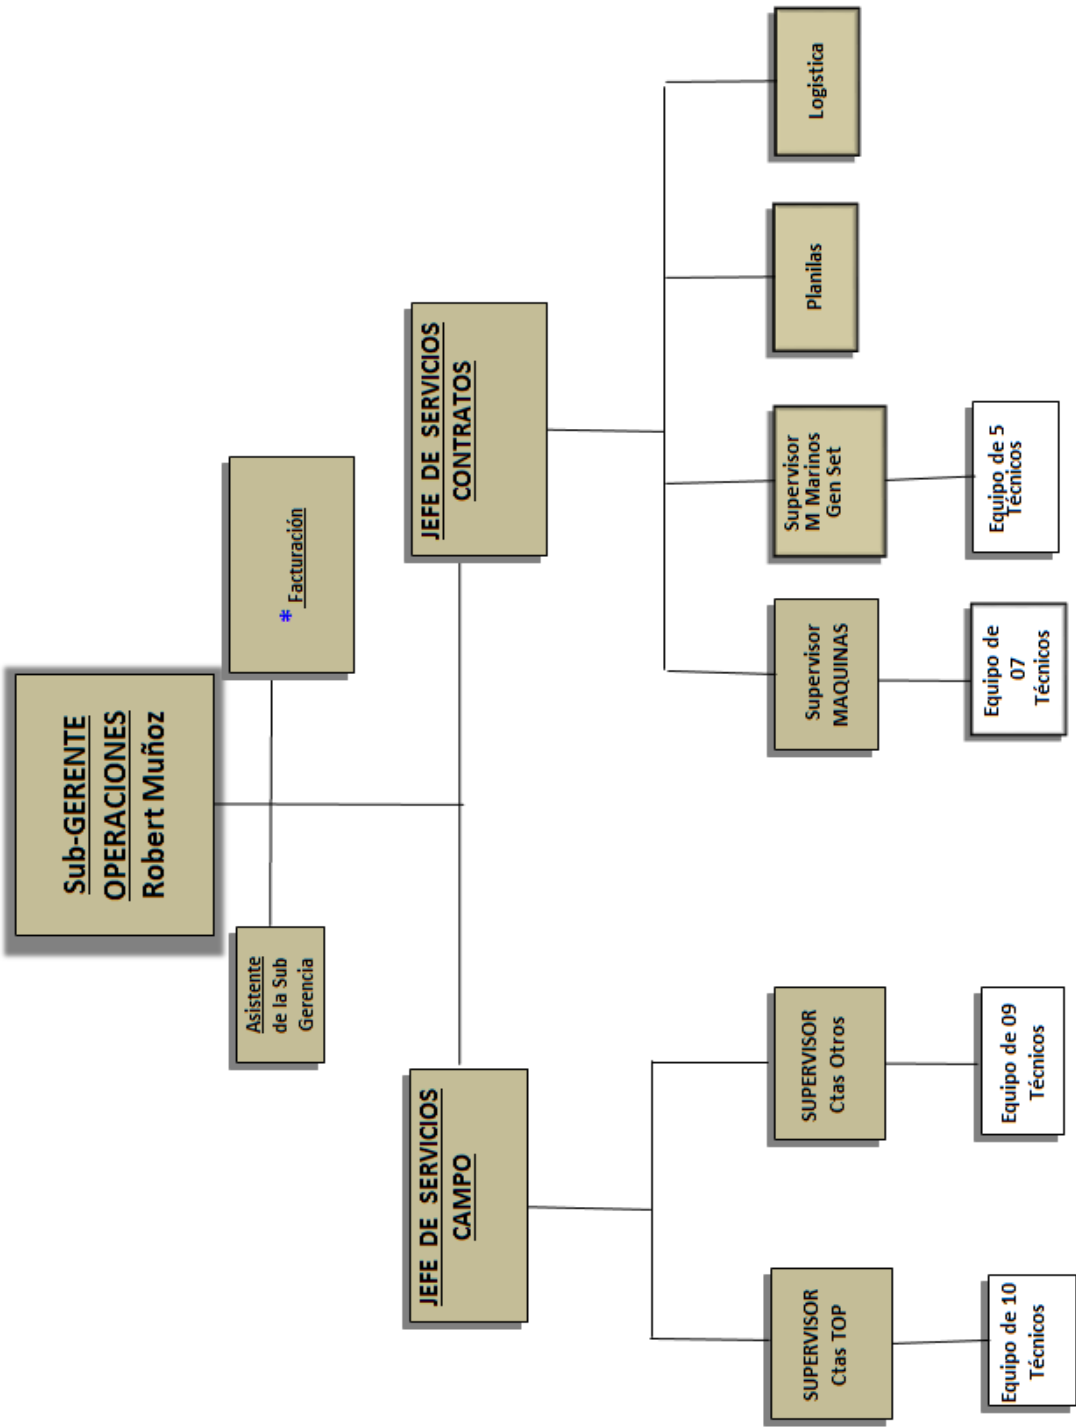 Sub-GERENTE
OPERACIONES
Robert Muñoz
Asistente
de la Sub
Gerencia
* Facturación
JEFE DE SERVICIOS
CAMPO
JEFE DE SERVICIOS
CONTRATOS
SUPERVISOR
Ctas TOP
SUPERVISOR
Ctas Otros
Supervisor
MAQUINAS
Supervisor
M Marinos
Gen Set
Planilas
Logistica
Equipo de 10
Técnicos
Equipo de 09
Técnicos
Equipo de
07
Técnicos
Equipo de 5
Técnicos